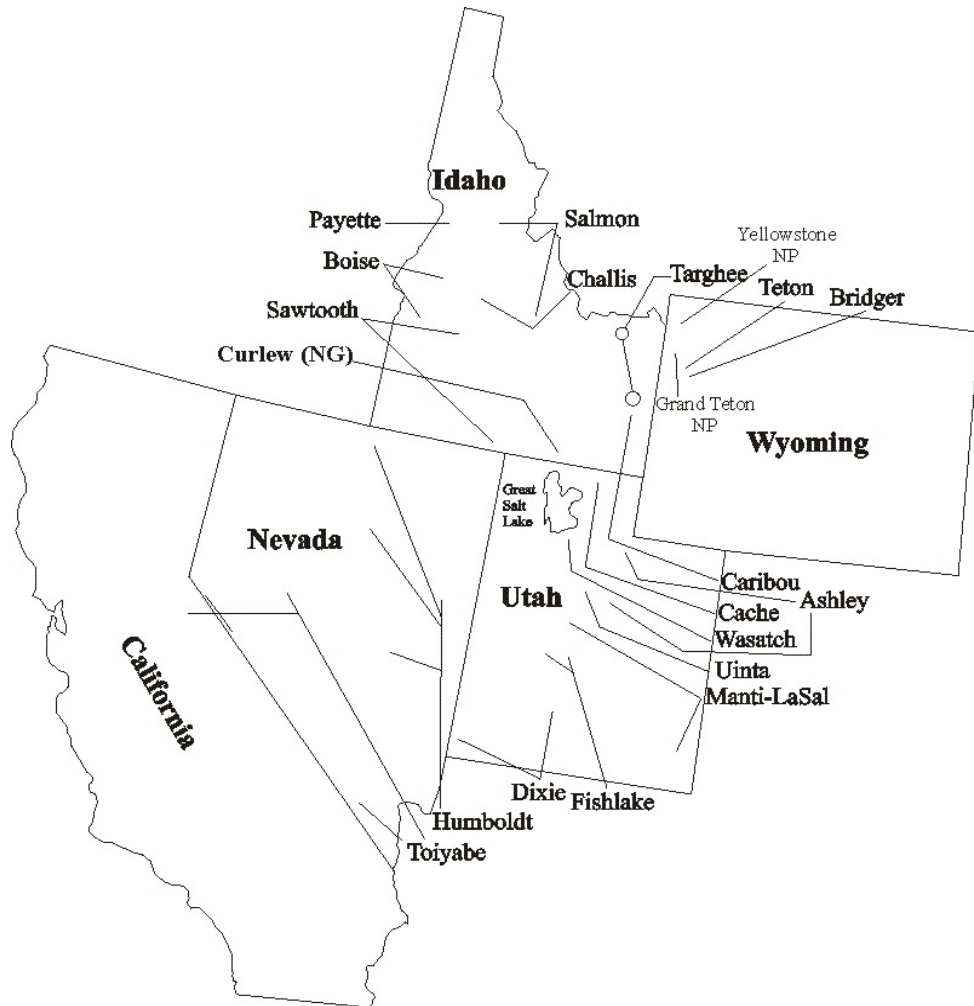 Idaho
Payette
Salmon
Yellowstone
NP
Boise
Targhee
Challis
Teton
Bridger
Sawtooth
Curlew (NG)
Grand Teton
NP
Wyoming
Great
Salt
Lake
Nevada
Utah
Caribou
Ashley
Cache
Wasatch
California
Uinta
Manti-LaSal
Dixie
Fishlake
Humboldt
Toiyabe